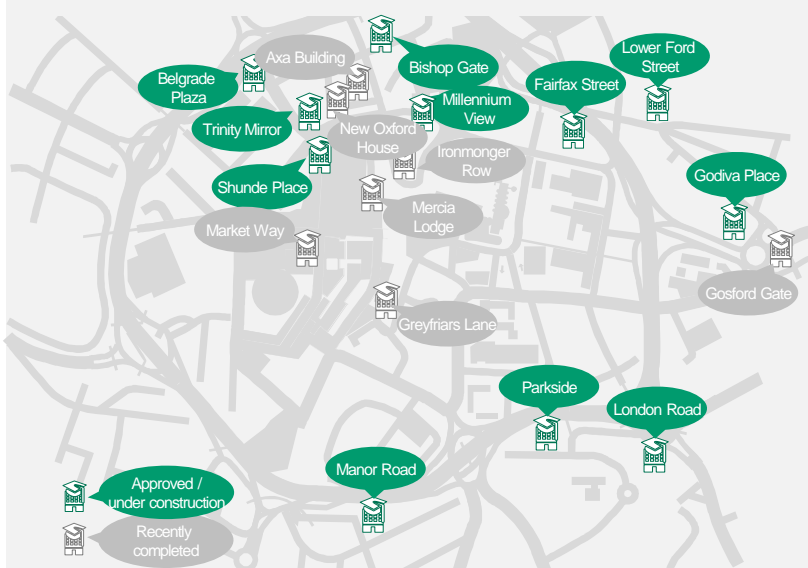 Axa Building
Bishop Gate
Lower Ford
Street
Belgrade
Plaza
Fairfax Street
Millennium
View
Trinity Mirror
New Oxford
House
Ironmonger
Row
Shunde Place
Godiva Place
Mercia
Lodge
Market Way
Gosford Gate
Greyfriars Lane
Parkside
London Road
Manor Road
Approved /
under construction
Recently
completed